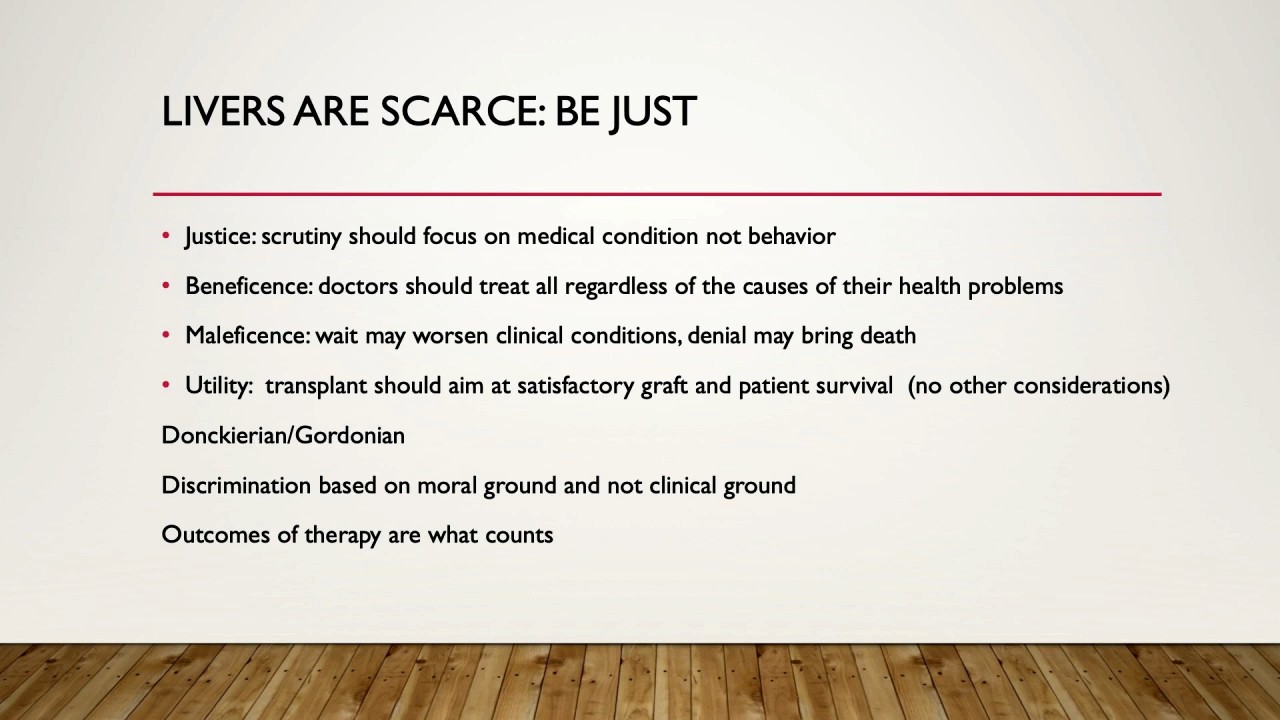 LIVERS ARE SCARCE: BE JUST
• Justice: scrutiny should focus on medical condition not behavior
• Beneficence: doctors should treat all regardless of the causes of their health problems
• Maleficence: wait may worsen clinical conditions, denial may bring death
• Utility:  transplant should aim at satisfactory graft and patient survival  (no other considerations)
Donckierian/Gordonian
Discrimination based on moral ground and not clinical ground
Outcomes of therapy are what counts